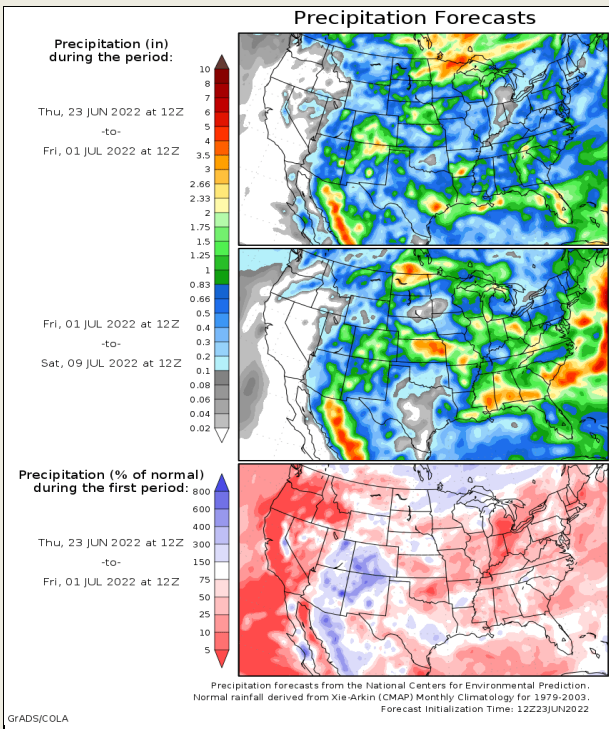 Precipitation Forecasts
Precipitation (in)
during the period:
Thu, 23 JUN 2022 at 12Z
-to-
Fri, 01 JUL 2022 at 12Z
10
8
7
6
5
4
3.5
3
2.66
2.33
2
1.75
1.5
1.25
1
0.83
0.66
0.5
0.4
0.3
0.2
0.1
0.08
0.06
0.04
0.02
Fri, 01 JUL 2022 at 12Z
-to-
Sat, 09 JUL 2022 at 12Z
Precipitation (% of normal)
during the first period:
Thu, 23 JUN 2022 at 12Z
-to-
Fri, 01 JUL 2022 at 12Z
800
600
400
300
150
75
50
25
10
5
Precipitation forecasts from the National Centers for Environmental Prediction.
Normal rainfall derived from Xie-Arkin (CMAP) Monthly Climatology for 1979-2003.
Forecast Initialization Time: 12Z23JUN2022
GrADS/COLA